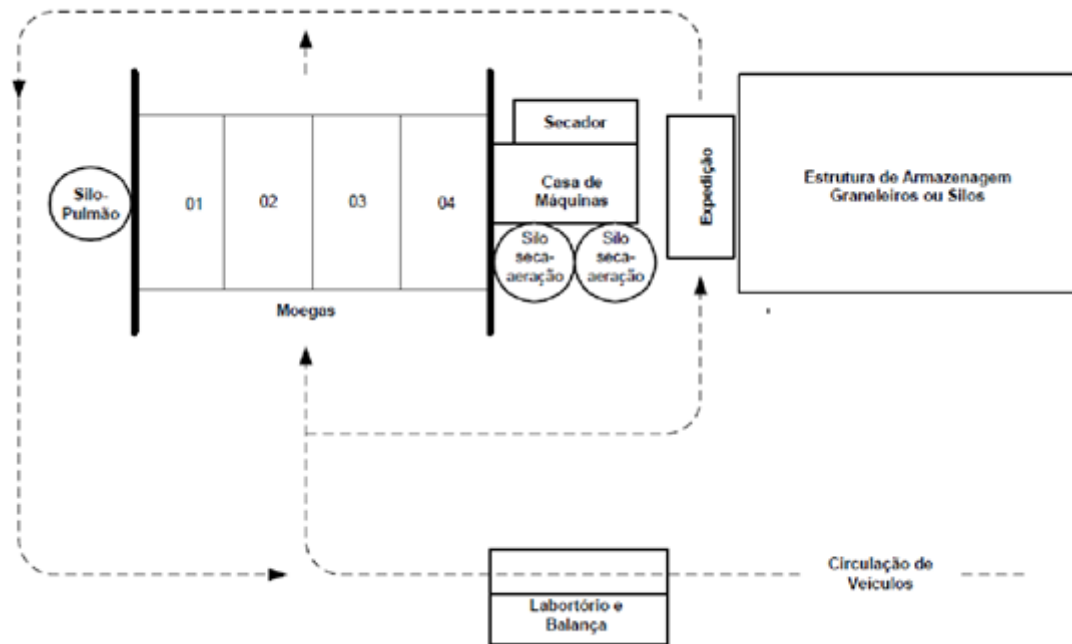 Secador
Silo-
Pulmão
01
02
03
04
Casa de
Máquinas
Expedição
Estrutura de Armazenagem
Graneleiros ou Silos
Silo
seca-
aeração
Silo
seca-
aeração
Moegas
Circulação de
Veículos
Labortório e
Balança